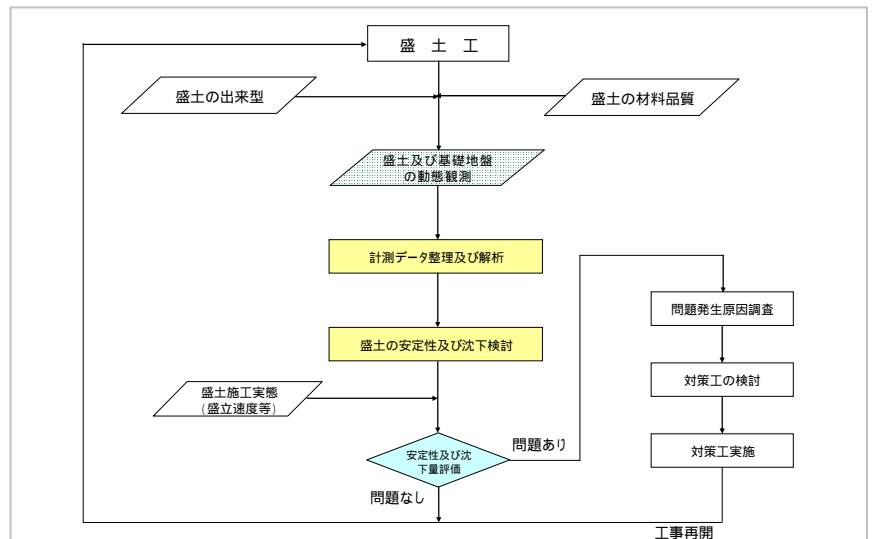 盛 土 工
盛土の出来型
盛土の材料品質
盛土及び基礎地盤
の動態観測
計測データ整理及び解析
盛土の安定性及び沈下検討
盛土施工実態
(盛立速度等)
安定性及び沈
下量評価
問題あり
問題なし
問題発生原因調査
対策工の検討
対策工実施
工事再開